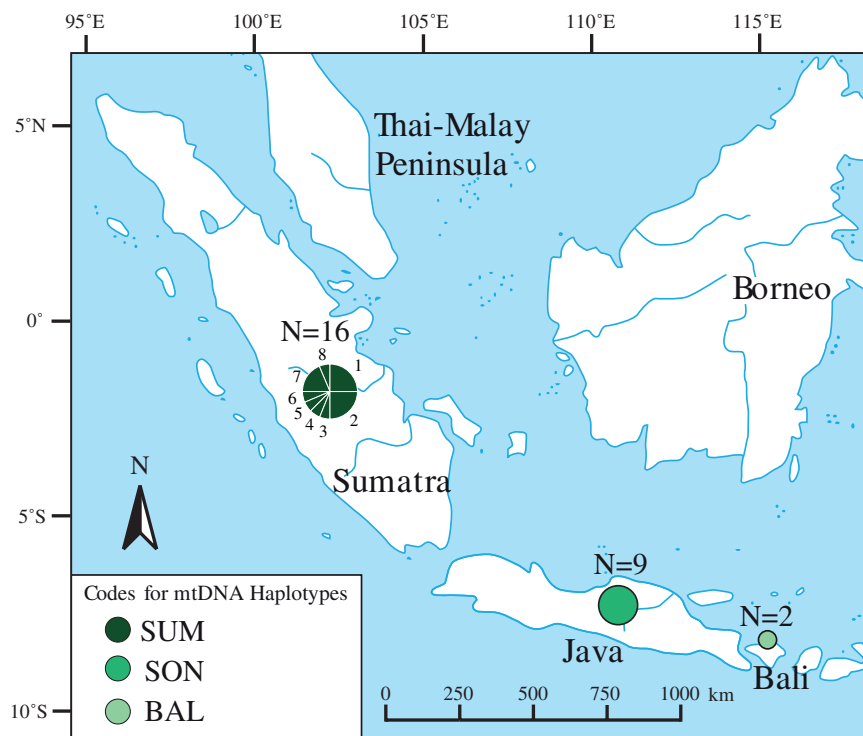 95˚E 100˚E 105˚E 110˚E 115˚E
5˚N
0˚
5˚S
10˚S
Thai-Malay
Peninsula
Borneo
N=16
8
1
7
6
5
4
3
2
Sumatra
N
N=9
N=2
Java
Bali
Codes for mtDNA Haplotypes
SUM
SON
BAL
0 250 500 750 1000 km